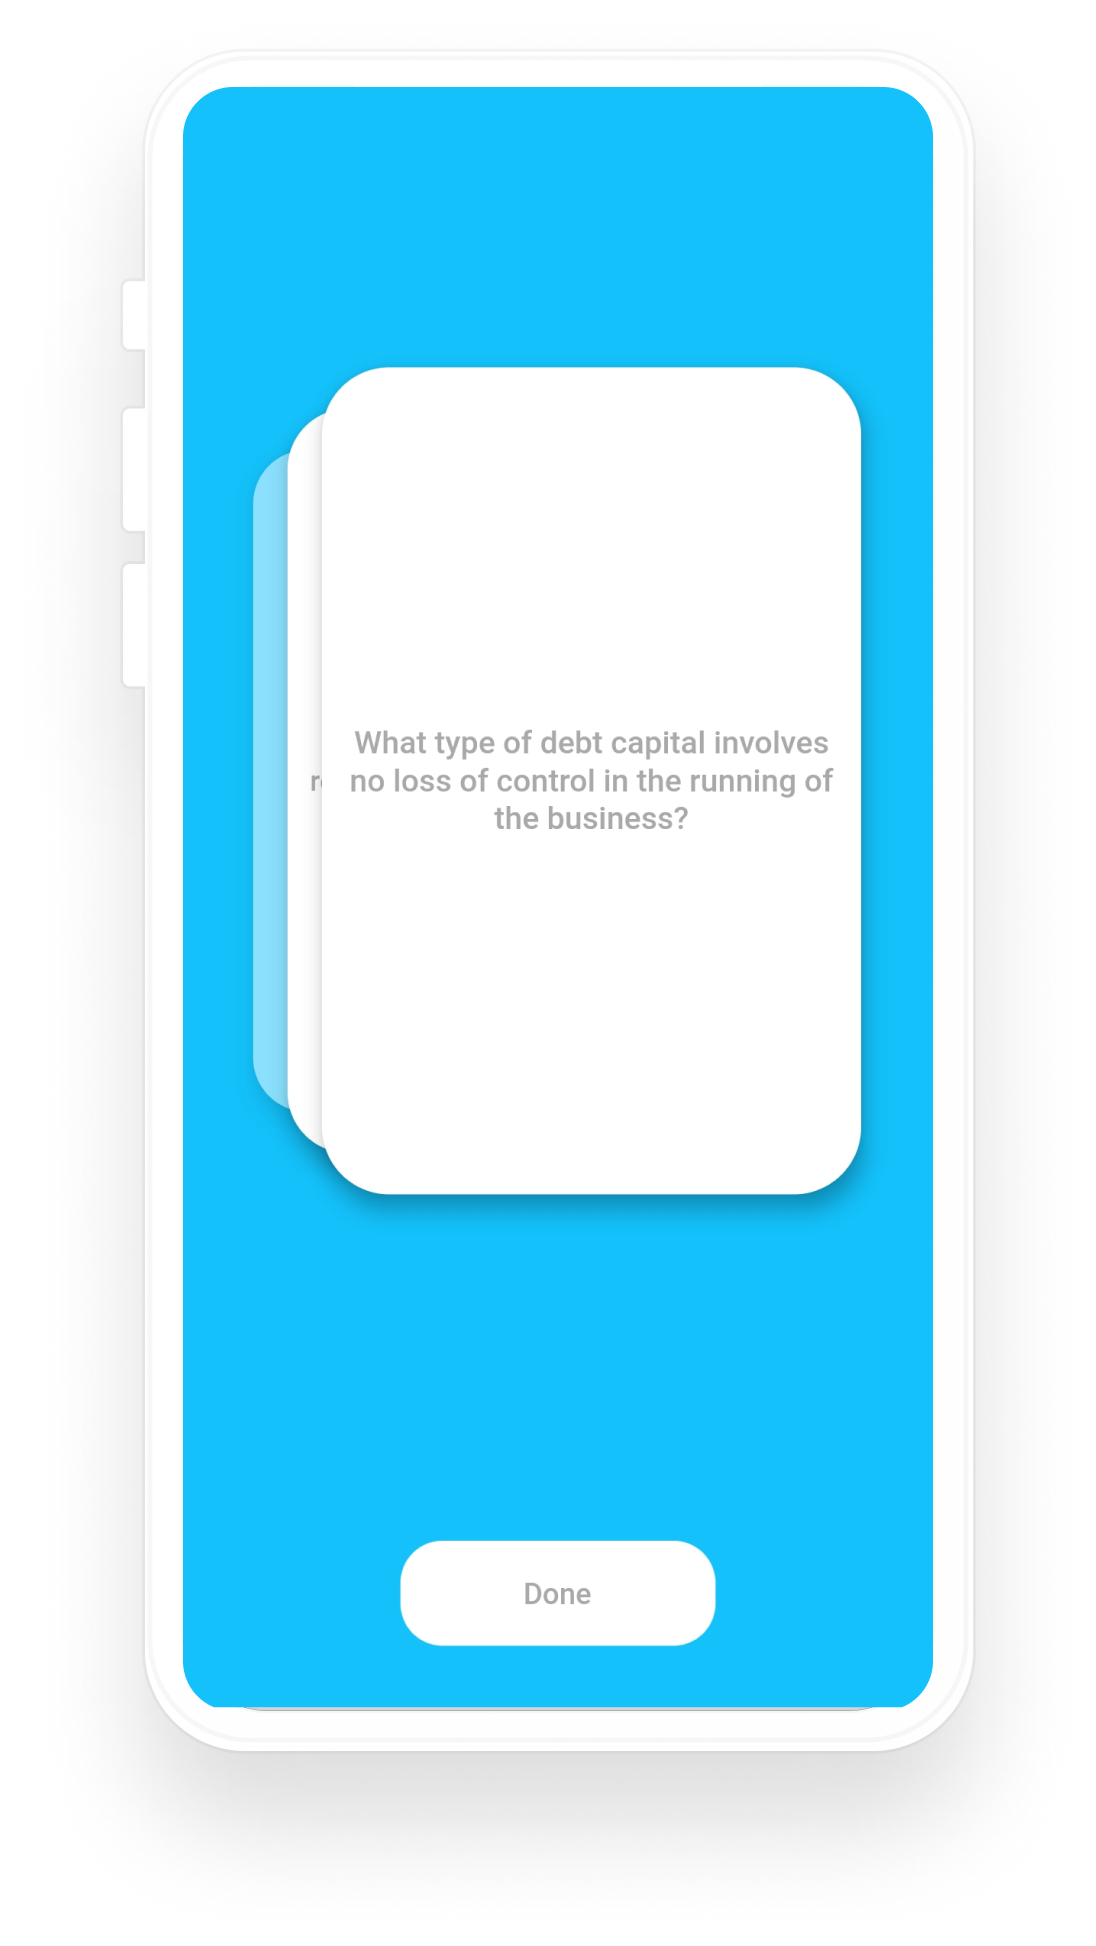 What type of debt capital involves
no loss of control in the running of
the business?
Done